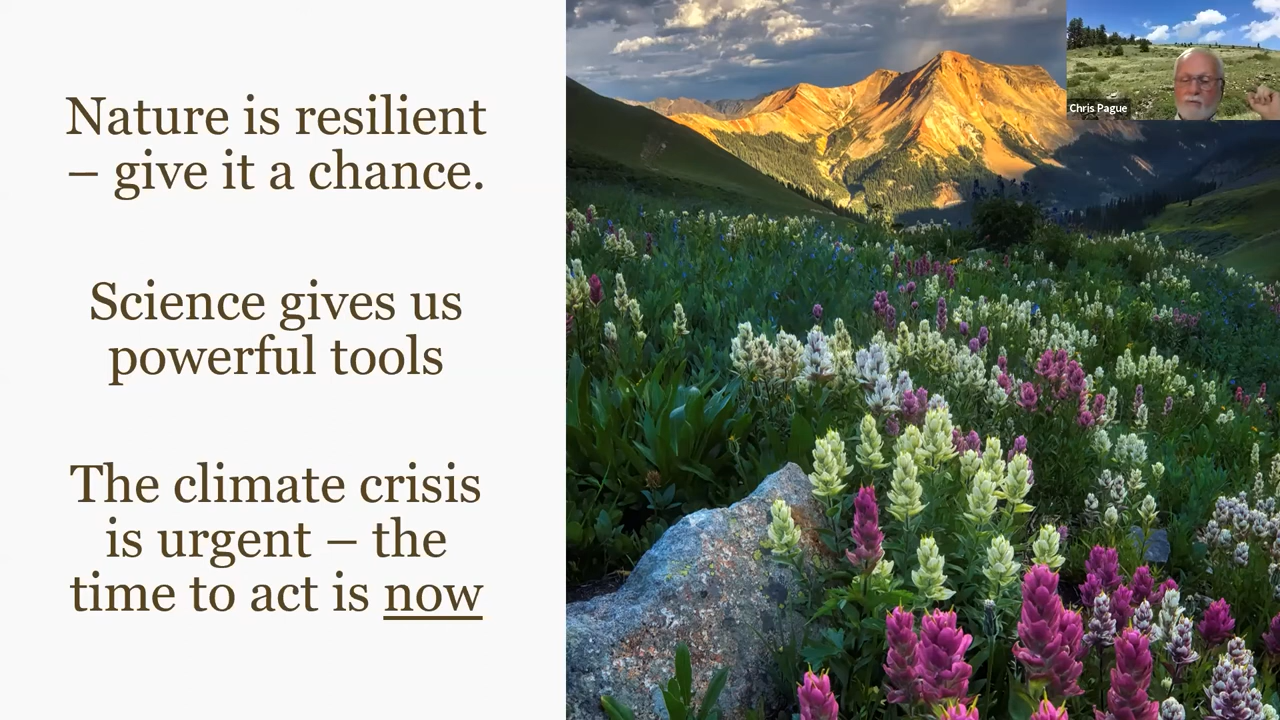 Nature is resilient
– give it a chance.
Science gives us
powerful tools
The climate crisis
is urgent – the
time to act is now
Chris Pague